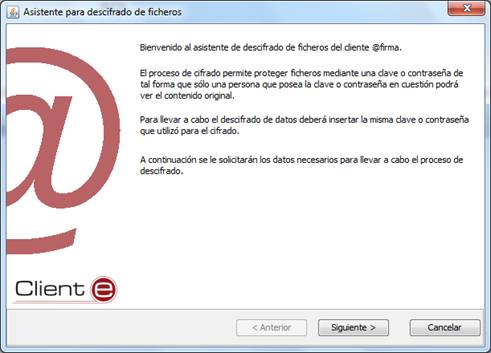 Asistente para descifrado de ficheros
Bienvenido al asistente de descifrado de ficheros del cliente @firma.
El proceso de cifrado permite proteger ficheros mediante una clave o contraseña de
tal forma que sólo una persona que posea la clave o contraseña en cuestión podrá
ver el contenido original.
Para llevar a cabo el descifrado de datos deberá insertar la misma clave o contraseña
que utilizó para el cifrado.
A continuación se le solicitarán los datos necesarios para llevar a cabo el proceso de
descifrado.
@
Client e
< Anterior
Siguiente >
Cancelar